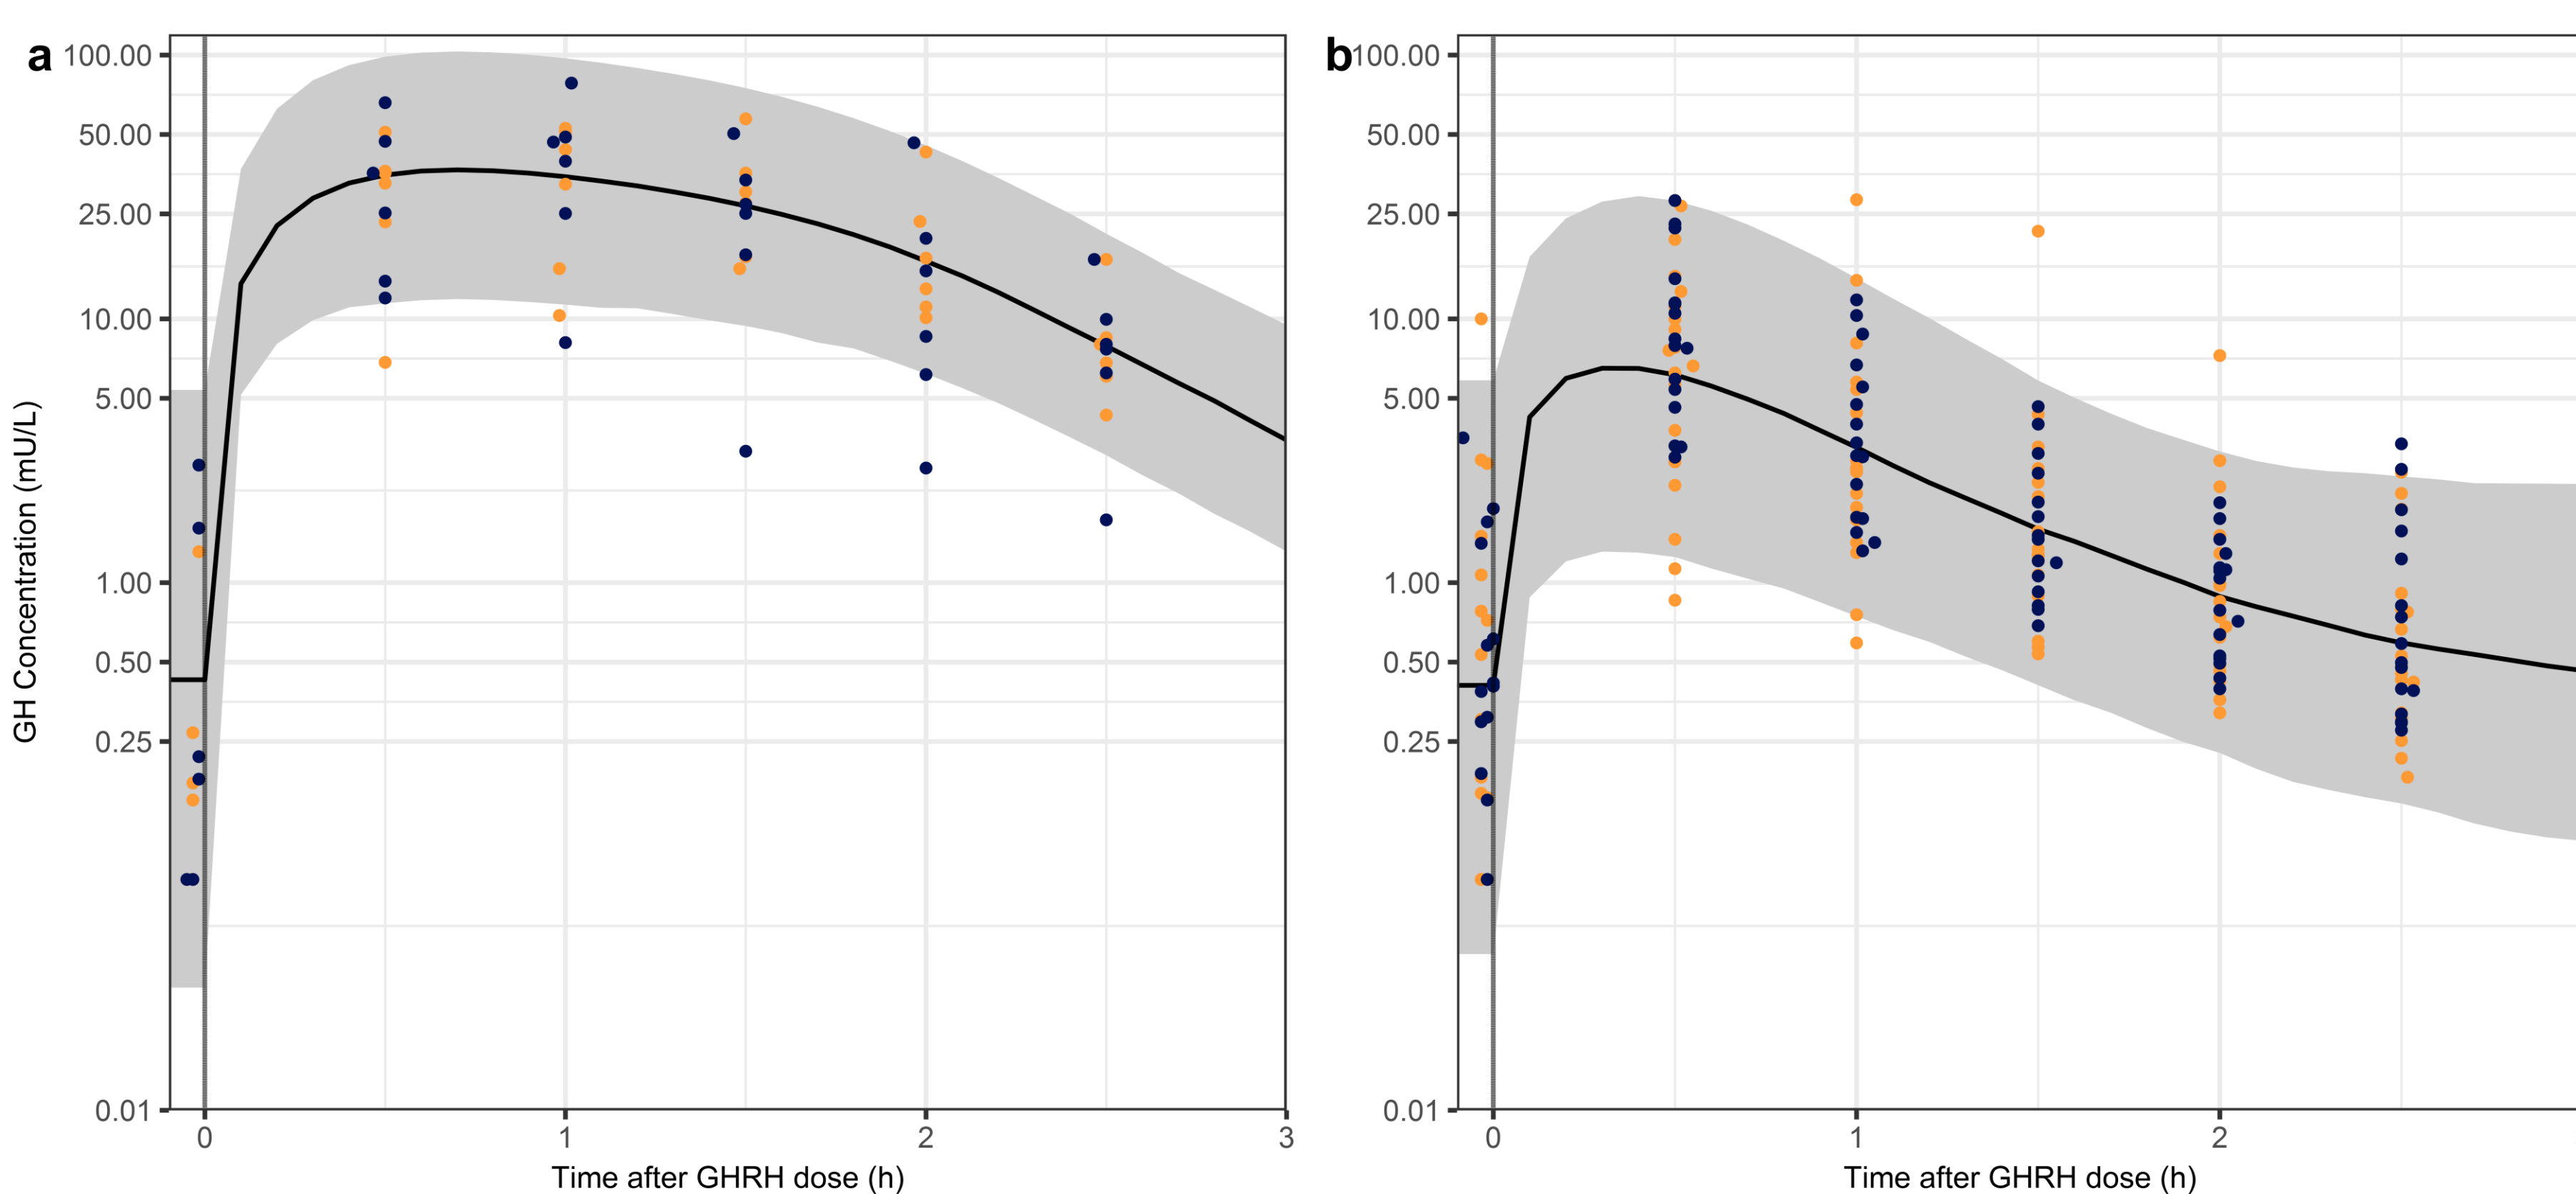 a
100.00
50.00
25.00
10.00
5.00
1.00
0.50
0.25
0.01
GH Concentration (mU/L)
0 1 2 3
Time after GHRH dose (h)
b
100.00
50.00
25.00
10.00
5.00
1.00
0.50
0.25
0.01
0 1 2
Time after GHRH dose (h)